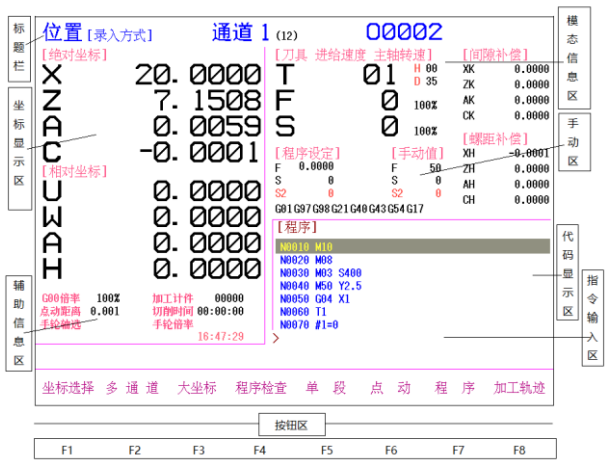 标题栏
位置[录入方式] 通道 1 (12) O0002
模态信息区
[绝对坐标]
X 20.0000
Z 7.1508
A 0.0059
C -0.0001
坐标显示区
[相对坐标]
U 0.0000
W 0.0000
A 0.0000
H 0.0000
辅助信息区
G00倍率 100% 加工计件 00000
点动距离 0.001 切削时间 00:00:00
手轮轴选 手轮倍率
16:47:29
[刀具 进给速度 主轴转速]
T 01 H 00
D 35
F 0 100%
S 0 100%
[间隙补偿]
XK 0.0000
ZK 0.0000
AK 0.0000
CK 0.0000
[螺距补偿]
XH -0.0001
ZH 0.0000
AH 0.0000
CH 0.0000
手动区
[程序设定] [手动值]
F 0.0000 F 50
S 0 S 0
S2 0 S2 0
G01G97G98G21G40G43G54G17
[程序]
N0010 M10
N0020 M08
N0030 M03 S400
N0040 M50 Y2.5
N0050 G04 X1
N0060 T1
N0070 #1=0
>
代码显示区
指令输入区
坐标选择 多通道 大坐标 程序检查 单段 点动 程序 加工轨迹
按钮区
F1 F2 F3 F4 F5 F6 F7 F8